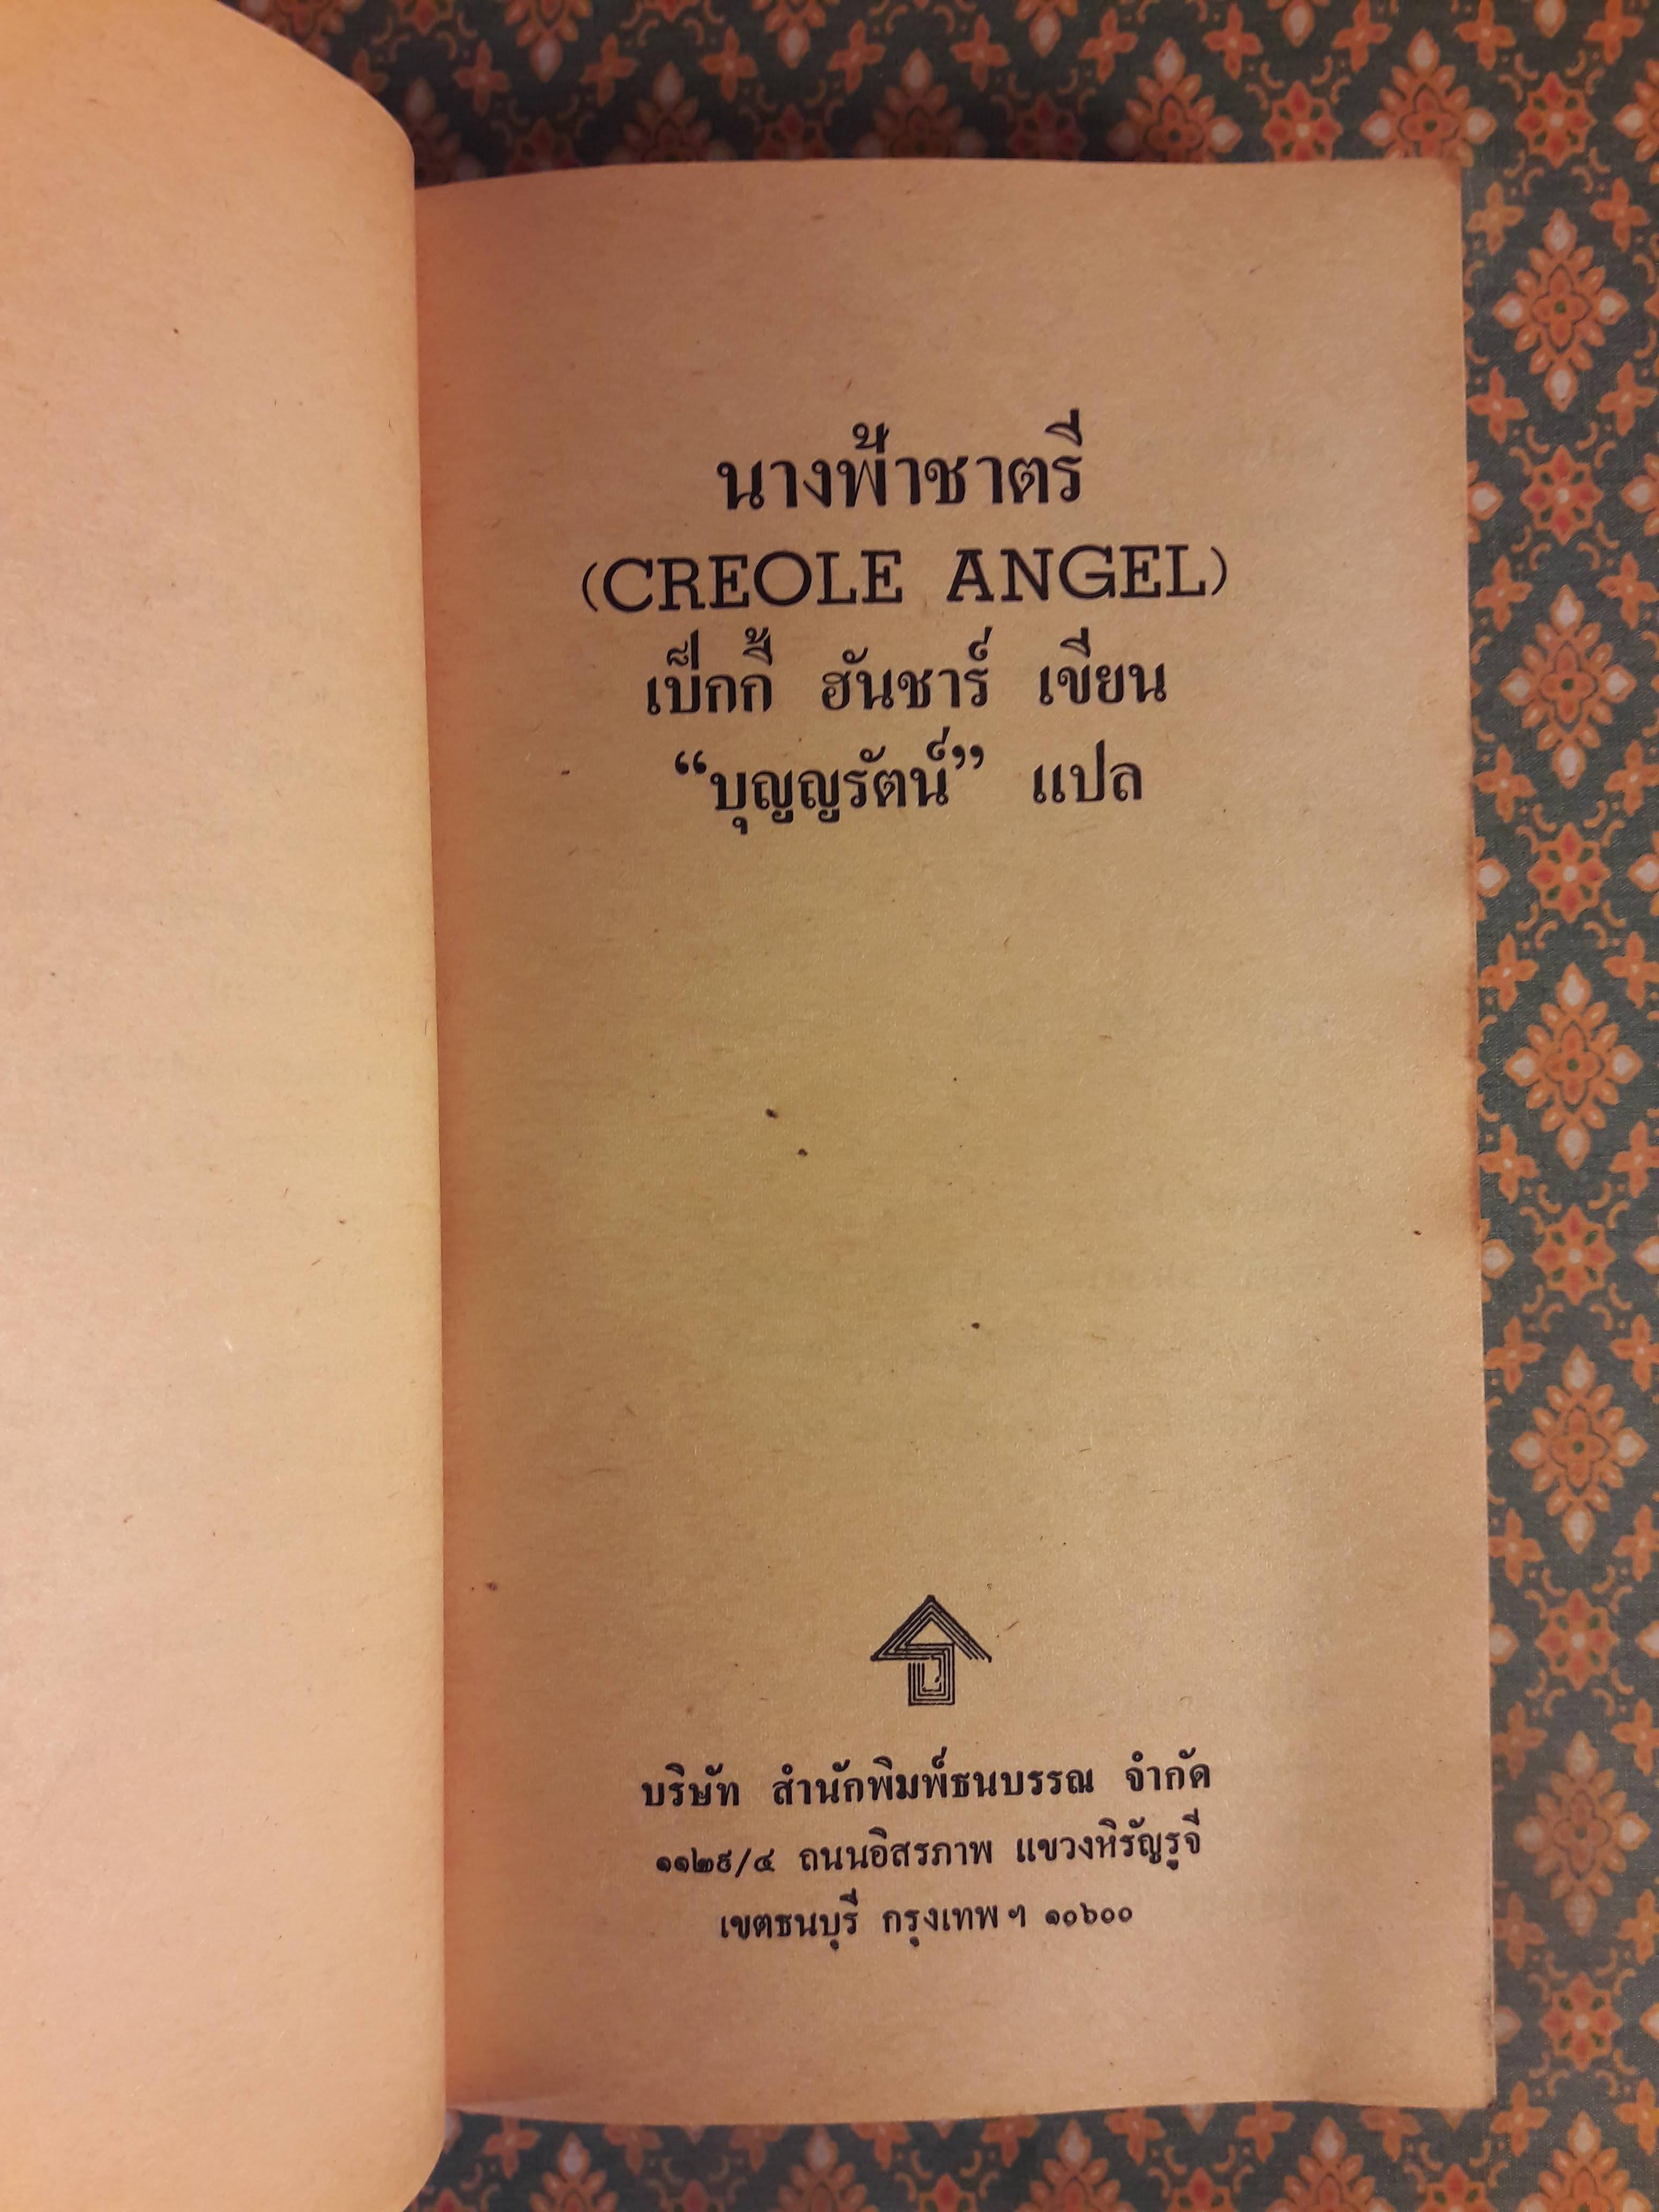 นางฟ้าชาตรี
(CREOLE ANGEL)
เบ็กกี้ ฮันชาร์ เขียน
“บุญญรัตน์” แปล
บริษัท สำนักพิมพ์ธนบรรณ จำกัด
๑๑๒๙/๔ ถนนอิสรภาพ แขวงหิรัญรูจี
เขตธนบุรี กรุงเทพฯ ๑๐๖๐๐